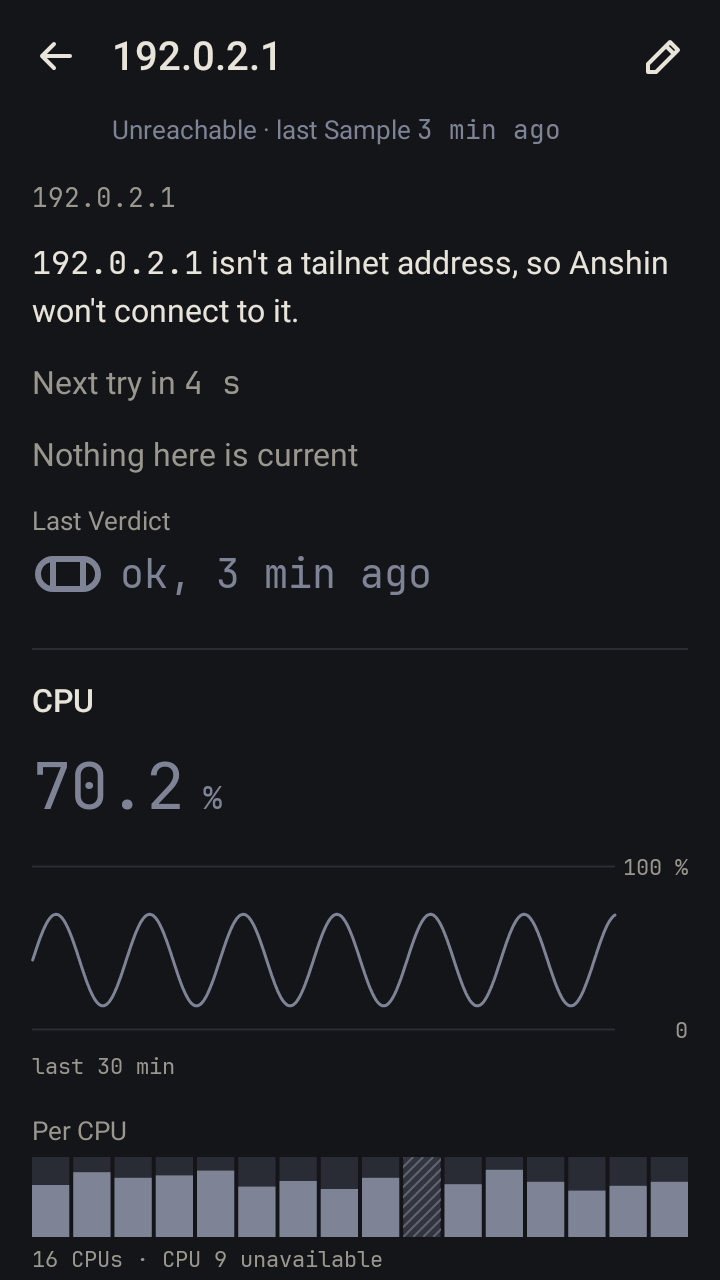 192.0.2.1
Unreachable · last Sample 3 min ago
192.0.2.1
192.0.2.1 isn't a tailnet address, so Anshin
won't connect to it.
Next try in 4 s
Nothing here is current
Last Verdict
ok, 3 min ago
CPU
70.2 %
100 %
0
last 30 min
Per CPU
16 CPUs · CPU 9 unavailable